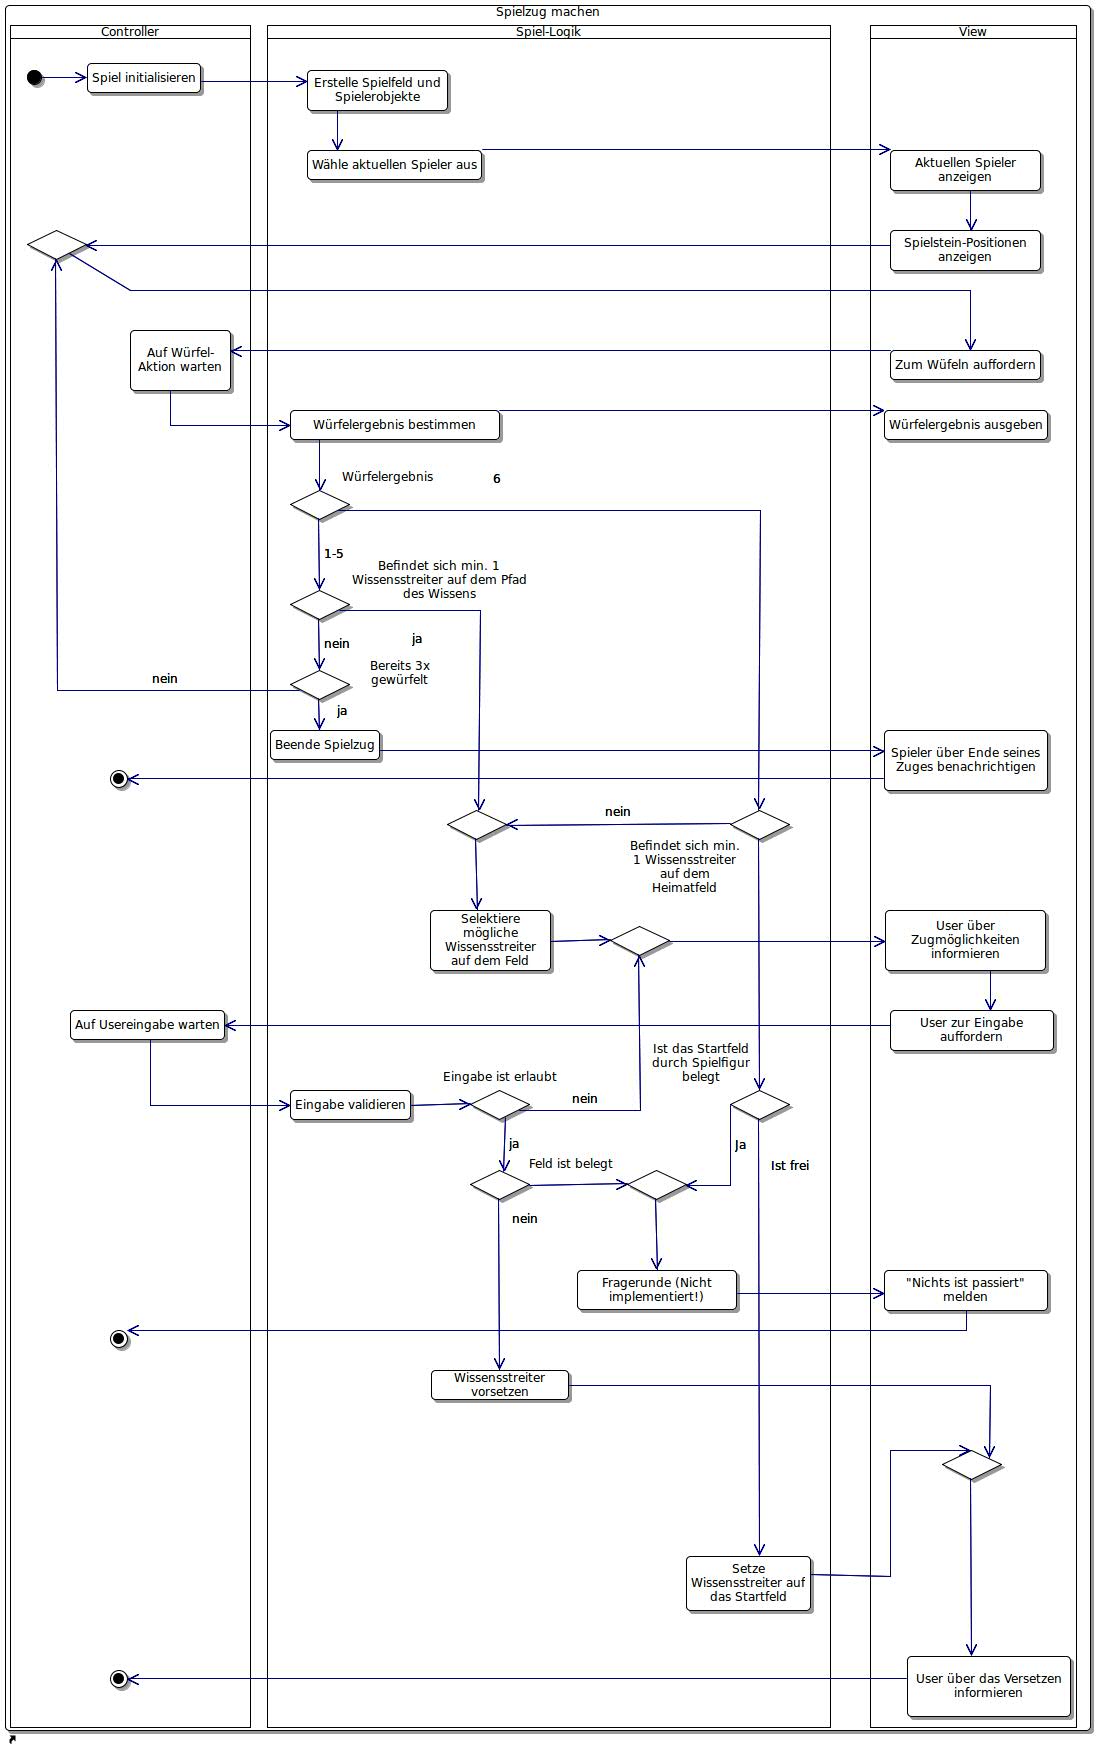 Spielzug machen
Controller
Spiel-Logik
View
Spiel initialisieren
Erstelle Spielfeld und
Spielerobjekte
Wähle aktuellen Spieler aus
Aktuellen Spieler
anzeigen
Spielstein-Positionen
anzeigen
Auf Würfel-
Aktion warten
Zum Wüfeln auffordern
Würfelergebnis bestimmen
Würfelergebnis ausgeben
Würfelergebnis
6
1-5
Befindet sich min. 1
Wissensstreiter auf dem Pfad
des Wissens
nein
ja
Bereits 3x
gewürfelt
nein
ja
Beende Spielzug
Spieler über Ende seines
Zuges benachrichtigen
nein
Befindet sich min.
1 Wissensstreiter
auf dem
Heimatfeld
Selektiere
mögliche
Wissensstreiter
auf dem Feld
User über
Zugmöglichkeiten
informieren
Auf Usereingabe warten
User zur Eingabe
auffordern
Ist das Startfeld
durch Spielfigur
belegt
Eingabe ist erlaubt
Eingabe validieren
nein
ja
Ja
Feld ist belegt
Ist frei
nein
Fragerunde (Nicht
implementiert!)
"Nichts ist passiert"
melden
Wissensstreiter
vorsetzen
Setze
Wissensstreiter auf
das Startfeld
User über das Versetzen
informieren